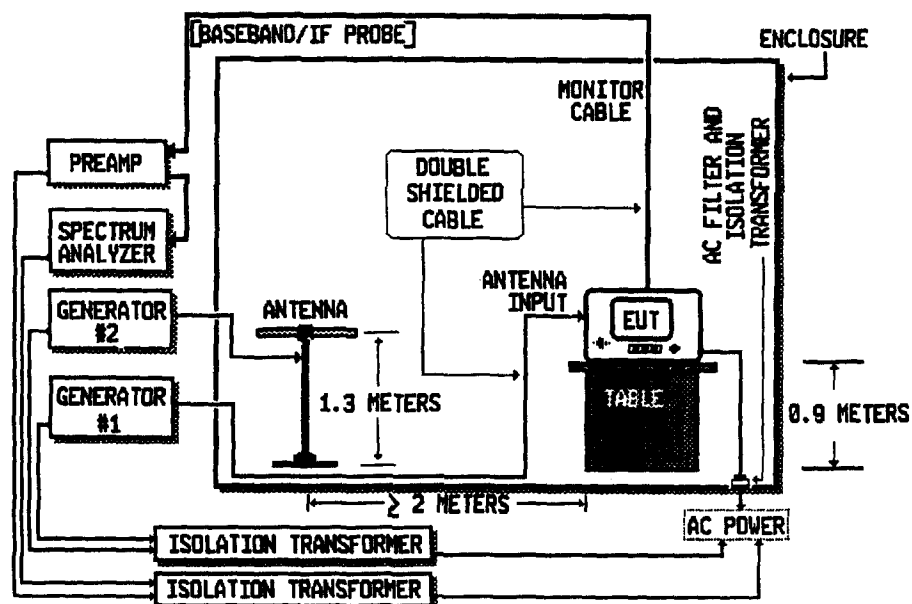 [BASEBAND/IF PROBE]
ENCLOSURE
MONITOR
CABLE
AC FILTER AND
ISOLATION
TRANSFORMER
PREAMP
DOUBLE
SHIELDED
CABLE
SPECTRUM
ANALYZER
ANTENNA
INPUT
GENERATOR
#2
ANTENNA
EUT
GENERATOR
#1
1.3 METERS
TABLE
0.9 METERS
≥ 2 METERS
AC POWER
ISOLATION TRANSFORMER
ISOLATION TRANSFORMER